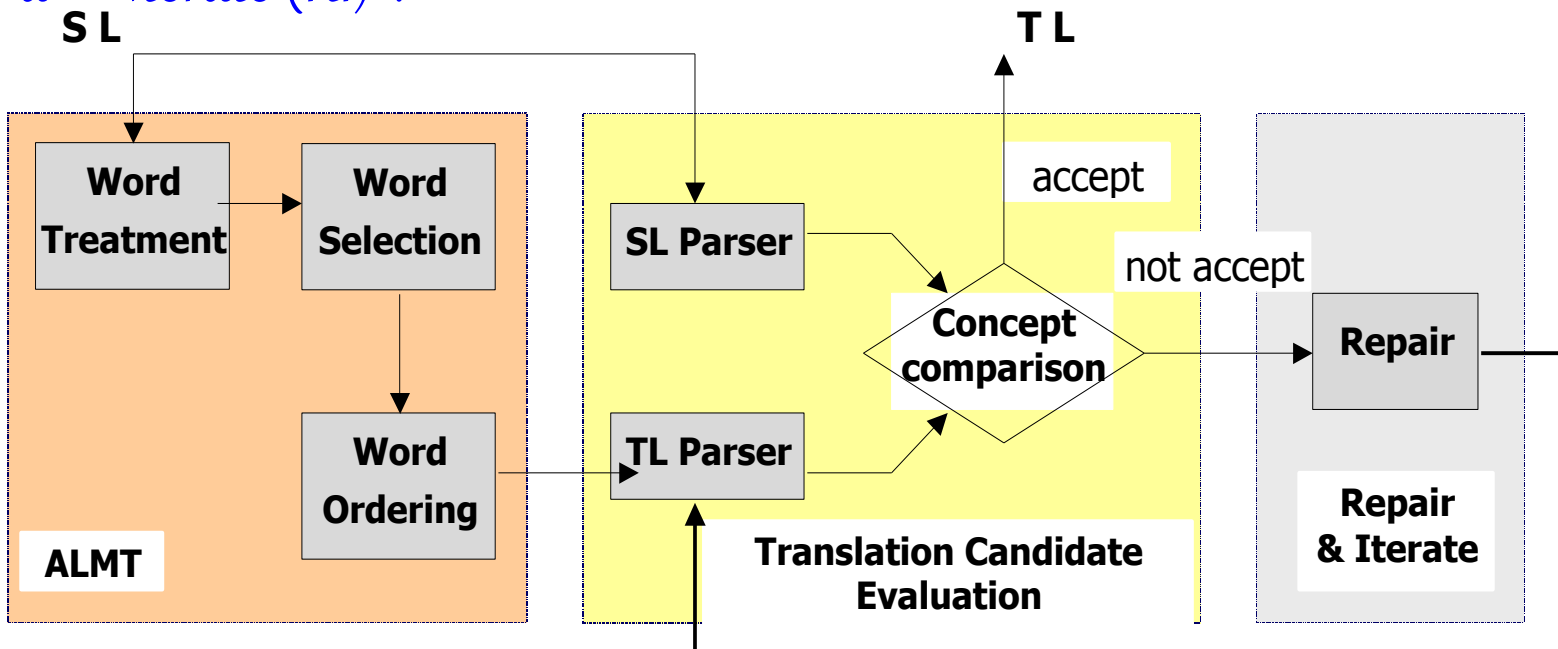 S L
T L
Word
Treatment
Word
Selection
Word
Ordering
ALMT
SL Parser
TL Parser
Concept
comparison
accept
not accept
Translation Candidate
Evaluation
Repair
Repair
& Iterate